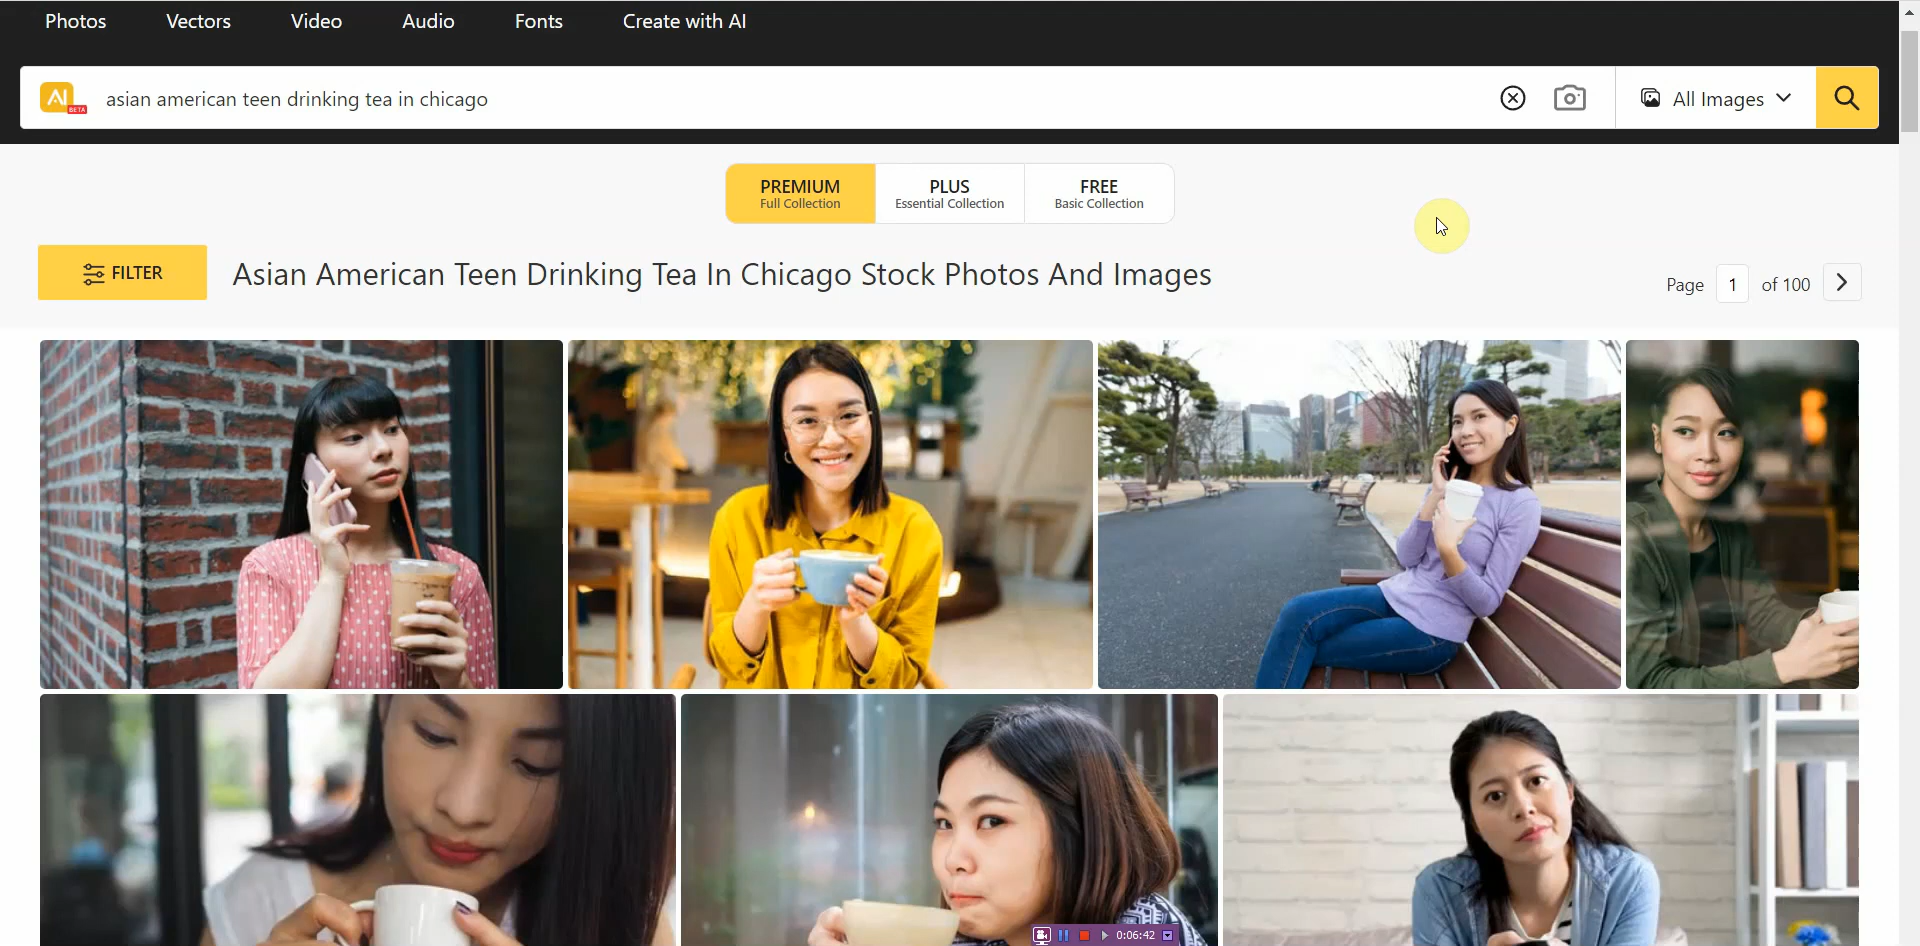 Photos Vectors Video Audio Fonts Create with AI
AI BETA asian american teen drinking tea in chicago All Images
PREMIUM PLUS FREE
Full Collection Essential Collection Basic Collection
FILTER Asian American Teen Drinking Tea In Chicago Stock Photos And Images
Page 1 of 100
0:06:42